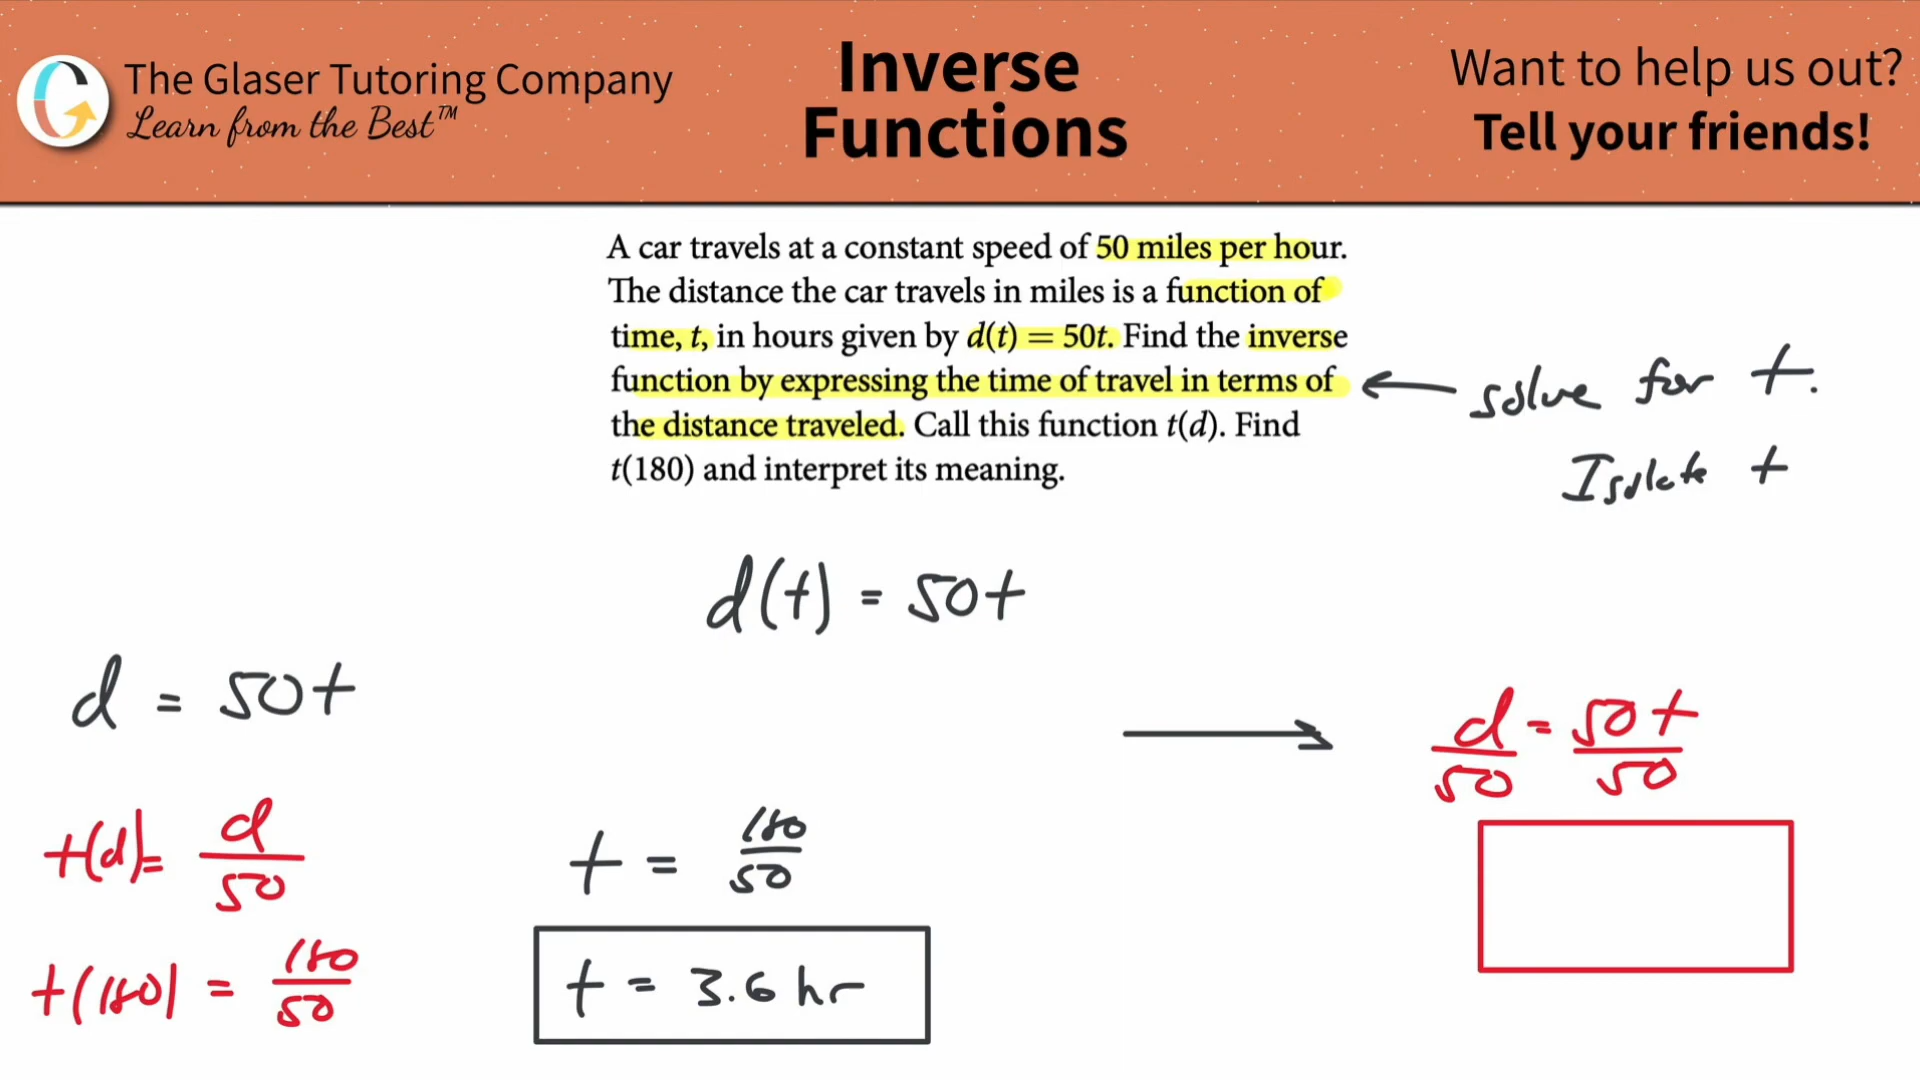 The Glaser Tutoring Company
Learn from the Best™
Inverse
Functions
Want to help us out?
Tell your friends!
A car travels at a constant speed of 50 miles per hour.
The distance the car travels in miles is a function of
time, t, in hours given by d(t) = 50t. Find the inverse
function by expressing the time of travel in terms of
the distance traveled. Call this function t(d). Find
t(180) and interpret its meaning.
← solve for t.
Isolate t
d(t) = 50t
d = 50t
t(d) = d/50
t(180) = 180/50
t = 180/50
t = 3.6 hr
→
d/50 = 50t/50